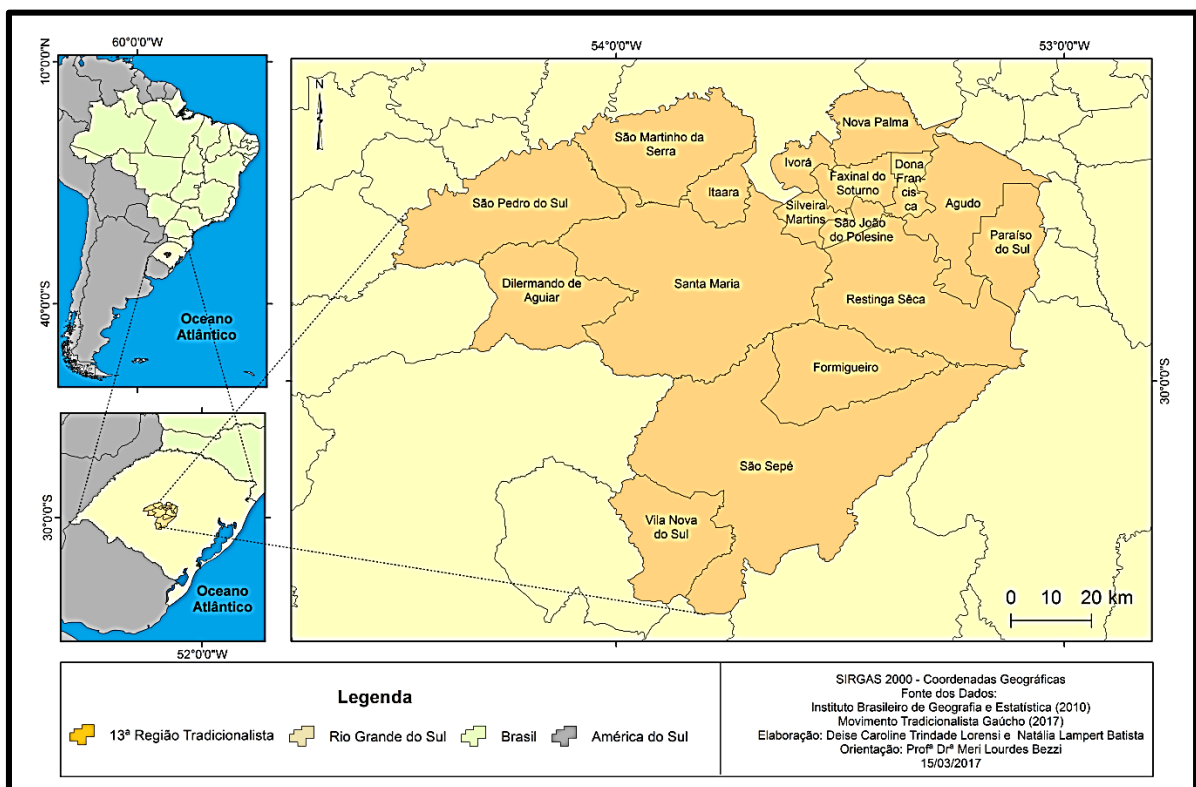 60°0'0"W
10°0'0"N
40°0'0"S
Oceano
Atlântico
30°0'0"S
Oceano
Atlântico
52°0'0"W
54°0'0"W
53°0'0"W
30°0'0"S
N
Nova Palma
São Martinho da
Serra
Ivorá
Dona
Fran
cis
ca
Faxinal do
Soturno
Itaara
São Pedro do Sul
Silveira
Martins
São João
do Polesine
Agudo
Paraíso
do Sul
Dilermando de
Aguiar
Santa Maria
Restinga Sêca
Formigueiro
São Sepé
Vila Nova
do Sul
0 10 20 km
Legenda
13ª Região Tradicionalista
Rio Grande do Sul
Brasil
América do Sul
SIRGAS 2000 - Coordenadas Geográficas
Fonte dos Dados:
Instituto Brasileiro de Geografia e Estatística (2010)
Movimento Tradicionalista Gaúcho (2017)
Elaboração: Deise Caroline Trindade Lorensi e Natália Lampert Batista
Orientação: Profª Drª Meri Lourdes Bezzi
15/03/2017